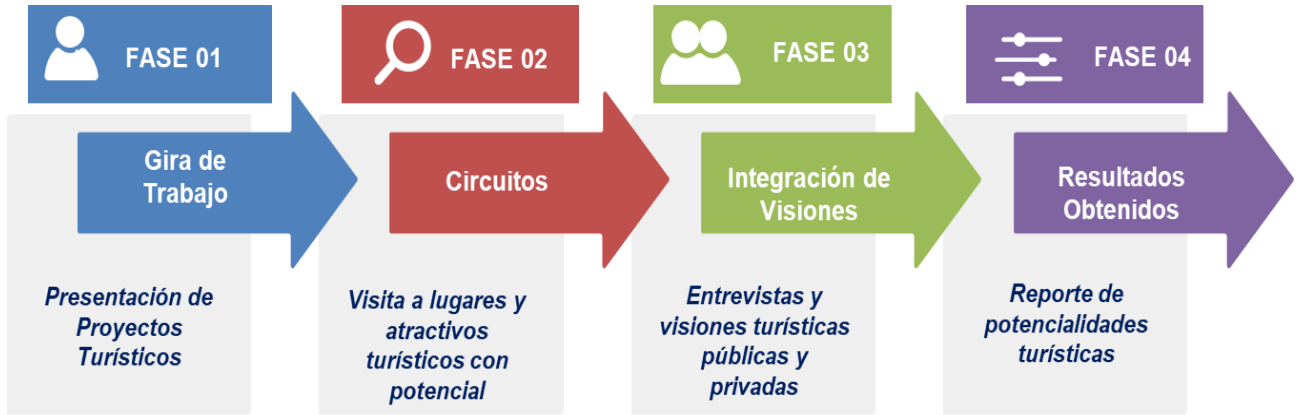 FASE 01
Gira de
Trabajo
Presentación de
Proyectos
Turísticos
FASE 02
Circuitos
Visita a lugares y
atractivos
turísticos con
potencial
FASE 03
Integración de
Visiones
Entrevistas y
visiones turísticas
públicas y
privadas
FASE 04
Resultados
Obtenidos
Reporte de
potencialidades
turísticas